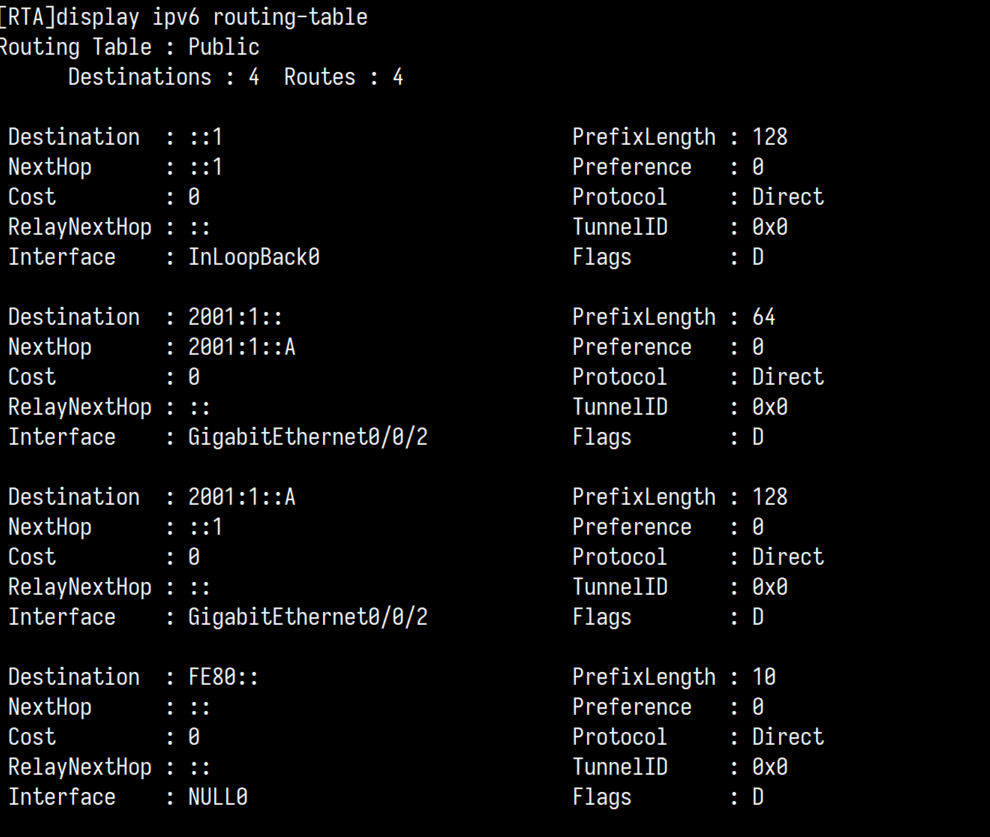 [RTA]display ipv6 routing-table
Routing Table : Public
Destinations : 4  Routes : 4
Destination  : ::1  PrefixLength : 128
NextHop      : ::1  Preference   : 0
Cost         : 0  Protocol     : Direct
RelayNextHop : ::  TunnelID     : 0x0
Interface    : InLoopBack0  Flags        : D
Destination  : 2001:1::  PrefixLength : 64
NextHop      : 2001:1::A  Preference   : 0
Cost         : 0  Protocol     : Direct
RelayNextHop : ::  TunnelID     : 0x0
Interface    : GigabitEthernet0/0/2  Flags        : D
Destination  : 2001:1::A  PrefixLength : 128
NextHop      : ::1  Preference   : 0
Cost         : 0  Protocol     : Direct
RelayNextHop : ::  TunnelID     : 0x0
Interface    : GigabitEthernet0/0/2  Flags        : D
Destination  : FE80::  PrefixLength : 10
NextHop      : ::  Preference   : 0
Cost         : 0  Protocol     : Direct
RelayNextHop : ::  TunnelID     : 0x0
Interface    : NULL0  Flags        : D